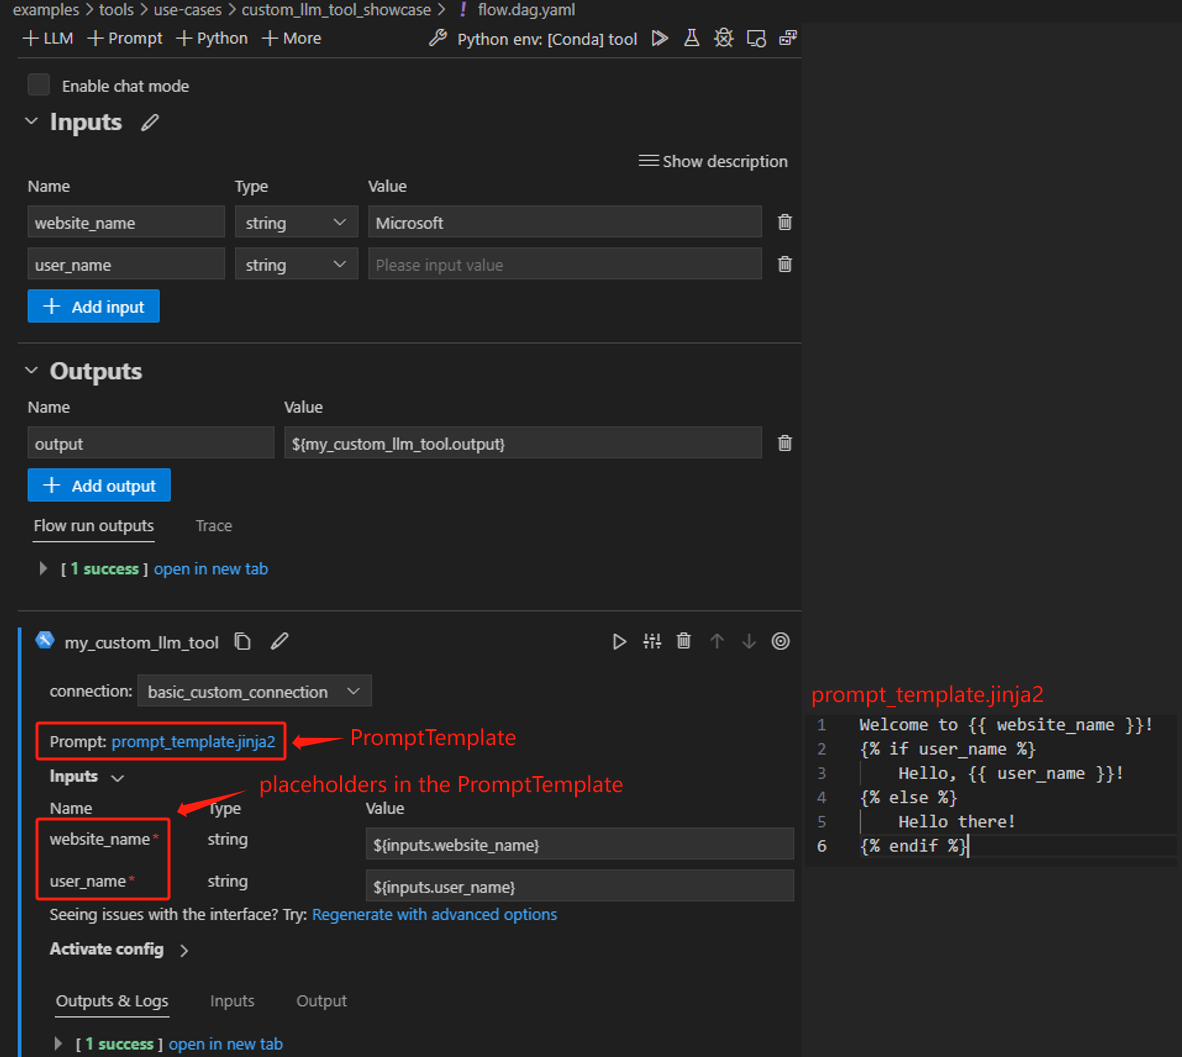 examples > tools > use-cases > custom_llm_tool_showcase > ! flow.dag.yaml
+ LLM + Prompt + Python + More Python env: [Conda] tool
Enable chat mode
Inputs
Show description
Name Type Value
website_name string Microsoft
user_name string Please input value
+ Add input
Outputs
Name Value
output ${my_custom_llm_tool.output}
+ Add output
Flow run outputs Trace
[ 1 success ] open in new tab
my_custom_llm_tool
connection: basic_custom_connection
Prompt: prompt_template.jinja2 PromptTemplate
Inputs
placeholders in the PromptTemplate
Name Type Value
website_name* string ${inputs.website_name}
user_name* string ${inputs.user_name}
Seeing issues with the interface? Try: Regenerate with advanced options
Activate config >
Outputs & Logs Inputs Output
[ 1 success ] open in new tab
prompt_template.jinja2
1 Welcome to {{ website_name }}!
2 {% if user_name %}
3 Hello, {{ user_name }}!
4 {% else %}
5 Hello there!
6 {% endif %}